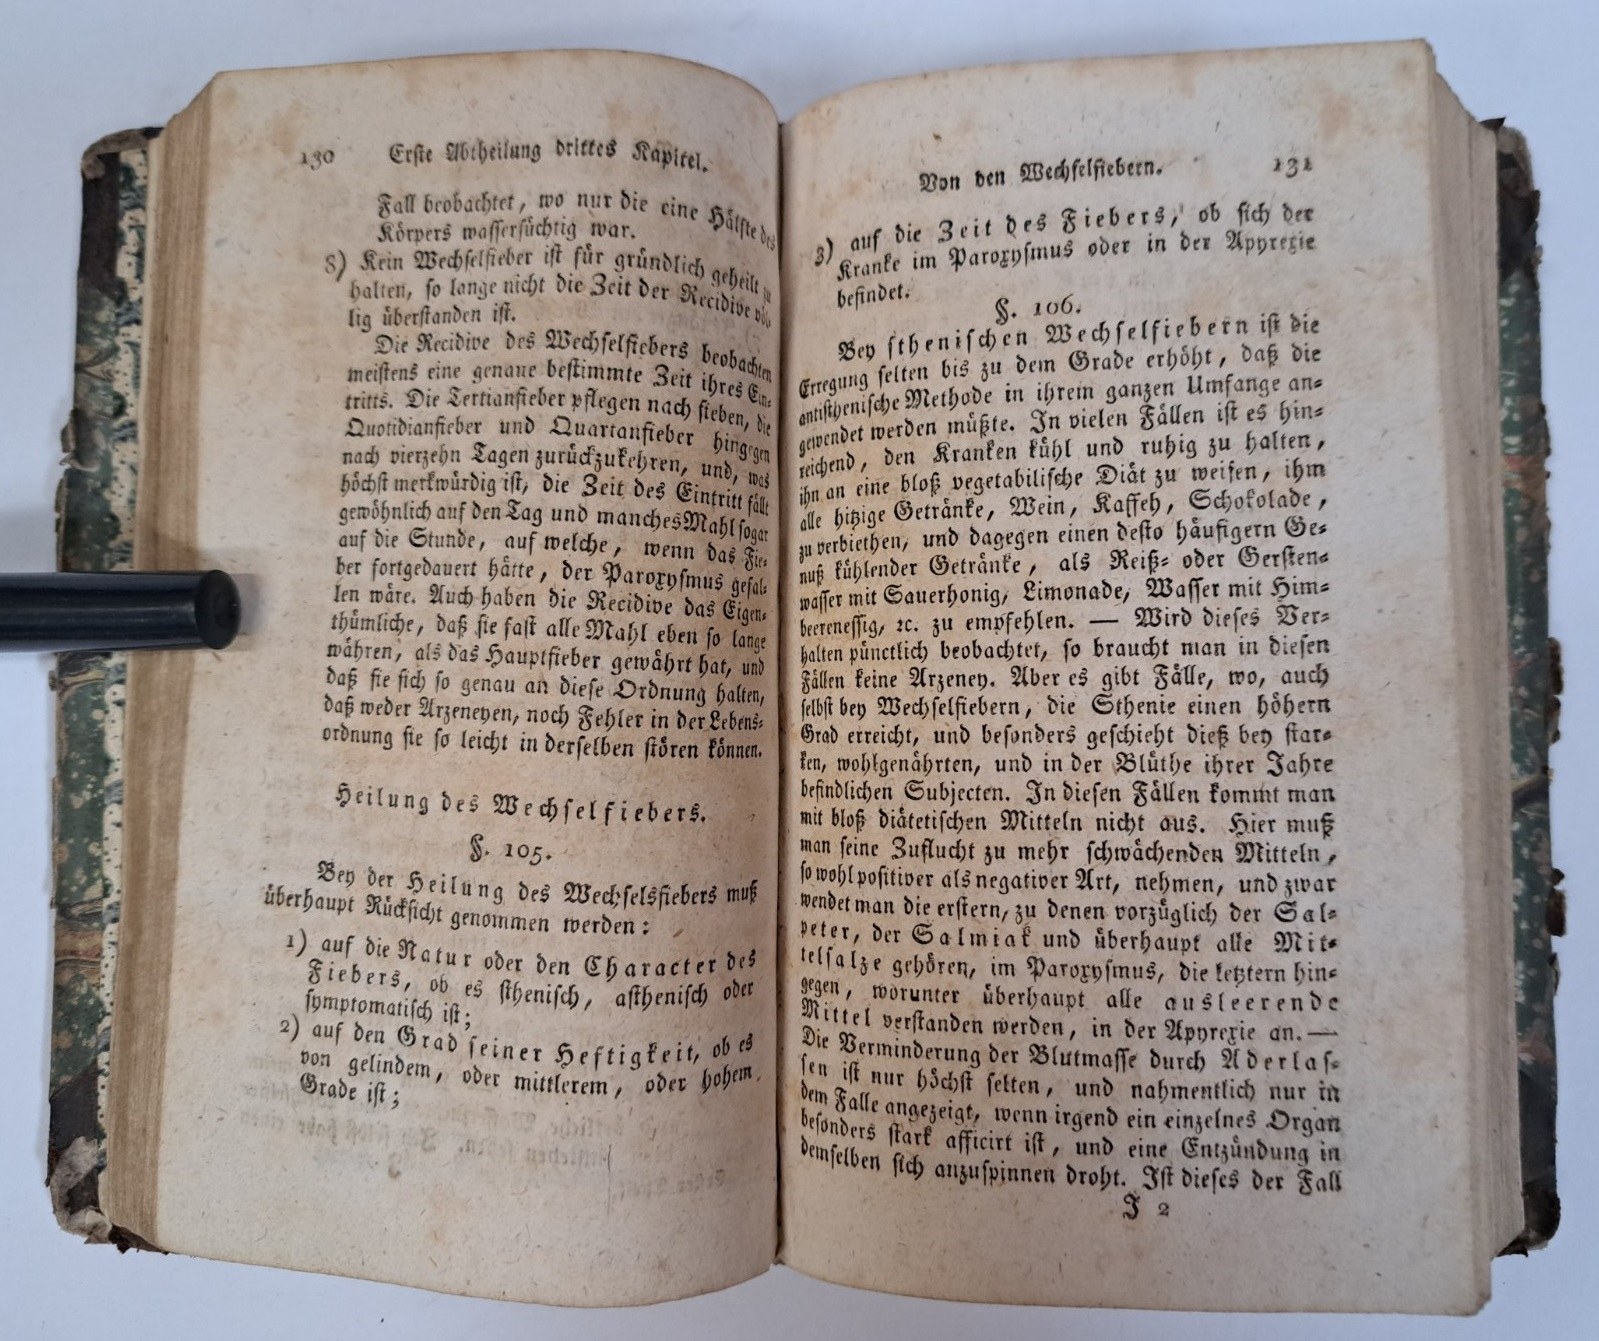 130 Erste Abtheilung drittes Kapitel.
Fall beobachtet, wo nur die eine Hälfte des
Körpers wassersüchtig war.
8) Kein Wechselfieber ist für gründlich geheilt zu
halten, so lange nicht die Zeit der Recidive völ-
lig überstanden ist.
Die Recidive des Wechselfiebers beobachten
meistens eine genaue bestimmte Zeit ihres Ein-
tritts. Die Tertianfieber pflegen nach sieben, die
Quotidianfieber und Quartanfieber hingegen
nach vierzehn Tagen zurückzukehren, und, was
höchst merkwürdig ist, die Zeit des Eintritt fällt
gewöhnlich auf den Tag und manches Mahl sogar
auf die Stunde, auf welche, wenn das Fie-
ber fortgedauert hätte, der Paroxysmus gefal-
len wäre. Auch haben die Recidive das Eigen-
thümliche, daß sie fast alle Mahl eben so lange
währen, als das Hauptfieber gewährt hat, und
daß sie sich so genau an diese Ordnung halten,
daß weder Arzeneyen, noch Fehler in der Lebens-
ordnung sie so leicht in derselben stören können.
Heilung des Wechselfiebers.
§. 105.
Bey der Heilung des Wechselsfiebers muß
überhaupt Rücksicht genommen werden:
1) auf die Natur oder den Character des
Fiebers, ob es sthenisch, asthenisch oder
symptomatisch ist;
2) auf den Grad seiner Heftigkeit, ob es
von gelindem, oder mittlerem, oder hohem
Grade ist;
Von den Wechselfiebern. 131
3) auf die Zeit des Fiebers, ob sich der
Kranke im Paroxysmus oder in der Apyrexie
befindet.
§. 106.
Bey sthenischen Wechselfiebern ist die
Erregung selten bis zu dem Grade erhöht, daß die
antisthenische Methode in ihrem ganzen Umfange an-
gewendet werden müßte. In vielen Fällen ist es hin-
reichend, den Kranken kühl und ruhig zu halten,
ihn an eine bloß vegetabilische Diät zu weisen, ihm
alle hitzige Getränke, Wein, Kaffeh, Schokolade,
zu verbiethen, und dagegen einen desto häufigern Ge-
nuß kühlender Getränke, als Reiß- oder Gersten-
wasser mit Sauerhonig, Limonade, Wasser mit Him-
beerenessig, ꝛc. zu empfehlen. — Wird dieses Ver-
halten pünctlich beobachtet, so braucht man in diesen
Fällen keine Arzeney. Aber es gibt Fälle, wo, auch
selbst bey Wechselfiebern, die Sthenie einen höhern
Grad erreicht, und besonders geschieht dieß bey star-
ken, wohlgenährten, und in der Blüthe ihrer Jahre
befindlichen Subjecten. In diesen Fällen kommt man
mit bloß diätetischen Mitteln nicht aus. Hier muß
man seine Zuflucht zu mehr schwächenden Mitteln,
so wohl positiver als negativer Art, nehmen, und zwar
wendet man die erstern, zu denen vorzüglich der Sal-
peter, der Salmiak und überhaupt alle Mit-
telsalze gehören, im Paroxysmus, die letztern hin-
gegen, worunter überhaupt alle ausleerende
Mittel verstanden werden, in der Apyrexie an. —
Die Verminderung der Blutmasse durch Aderlas-
sen ist nur höchst selten, und nahmentlich nur in
dem Falle angezeigt, wenn irgend ein einzelnes Organ
besonders stark afficirt ist, und eine Entzündung in
demselben sich anzuspinnen droht. Ist dieses der Fall
J 2